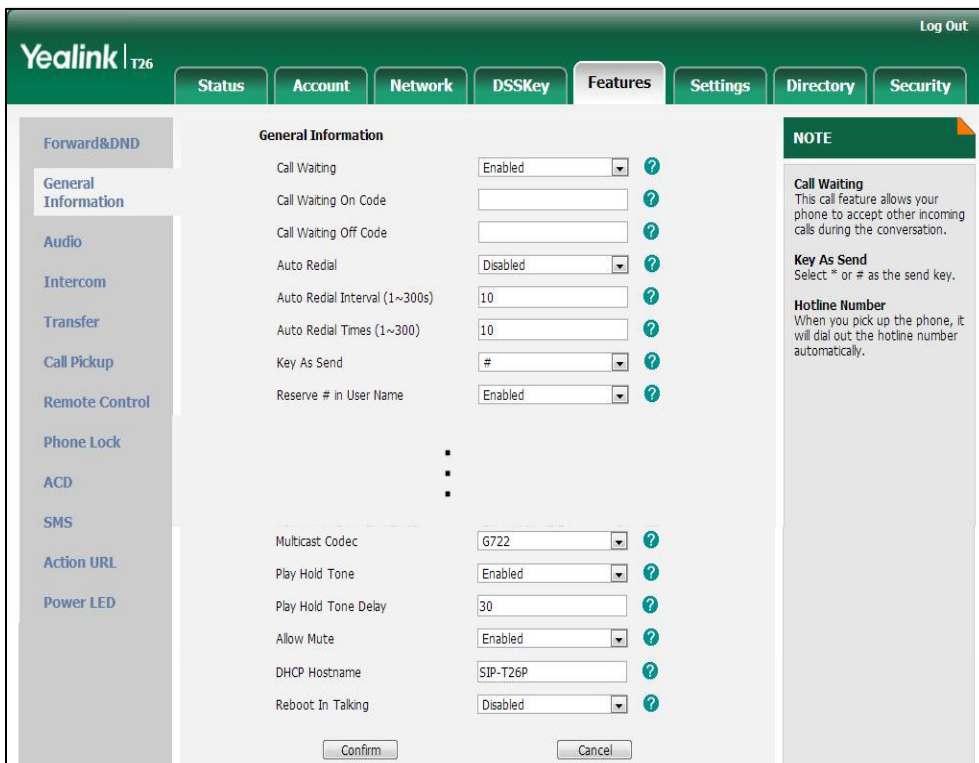 Log Out
Yealink T26
Status Account Network DSSKey Features Settings Directory Security
Forward&DND
General
Information
Audio
Intercom
Transfer
Call Pickup
Remote Control
Phone Lock
ACD
SMS
Action URL
Power LED
General Information
Call Waiting Enabled ?
Call Waiting On Code ?
Call Waiting Off Code ?
Auto Redial Disabled ?
Auto Redial Interval (1~300s) 10 ?
Auto Redial Times (1~300) 10 ?
Key As Send # ?
Reserve # in User Name Enabled ?
Multicast Codec G722 ?
Play Hold Tone Enabled ?
Play Hold Tone Delay 30 ?
Allow Mute Enabled ?
DHCP Hostname SIP-T26P ?
Reboot In Talking Disabled ?
Confirm Cancel
NOTE
Call Waiting
This call feature allows your
phone to accept other incoming
calls during the conversation.
Key As Send
Select * or # as the send key.
Hotline Number
When you pick up the phone, it
will dial out the hotline number
automatically.